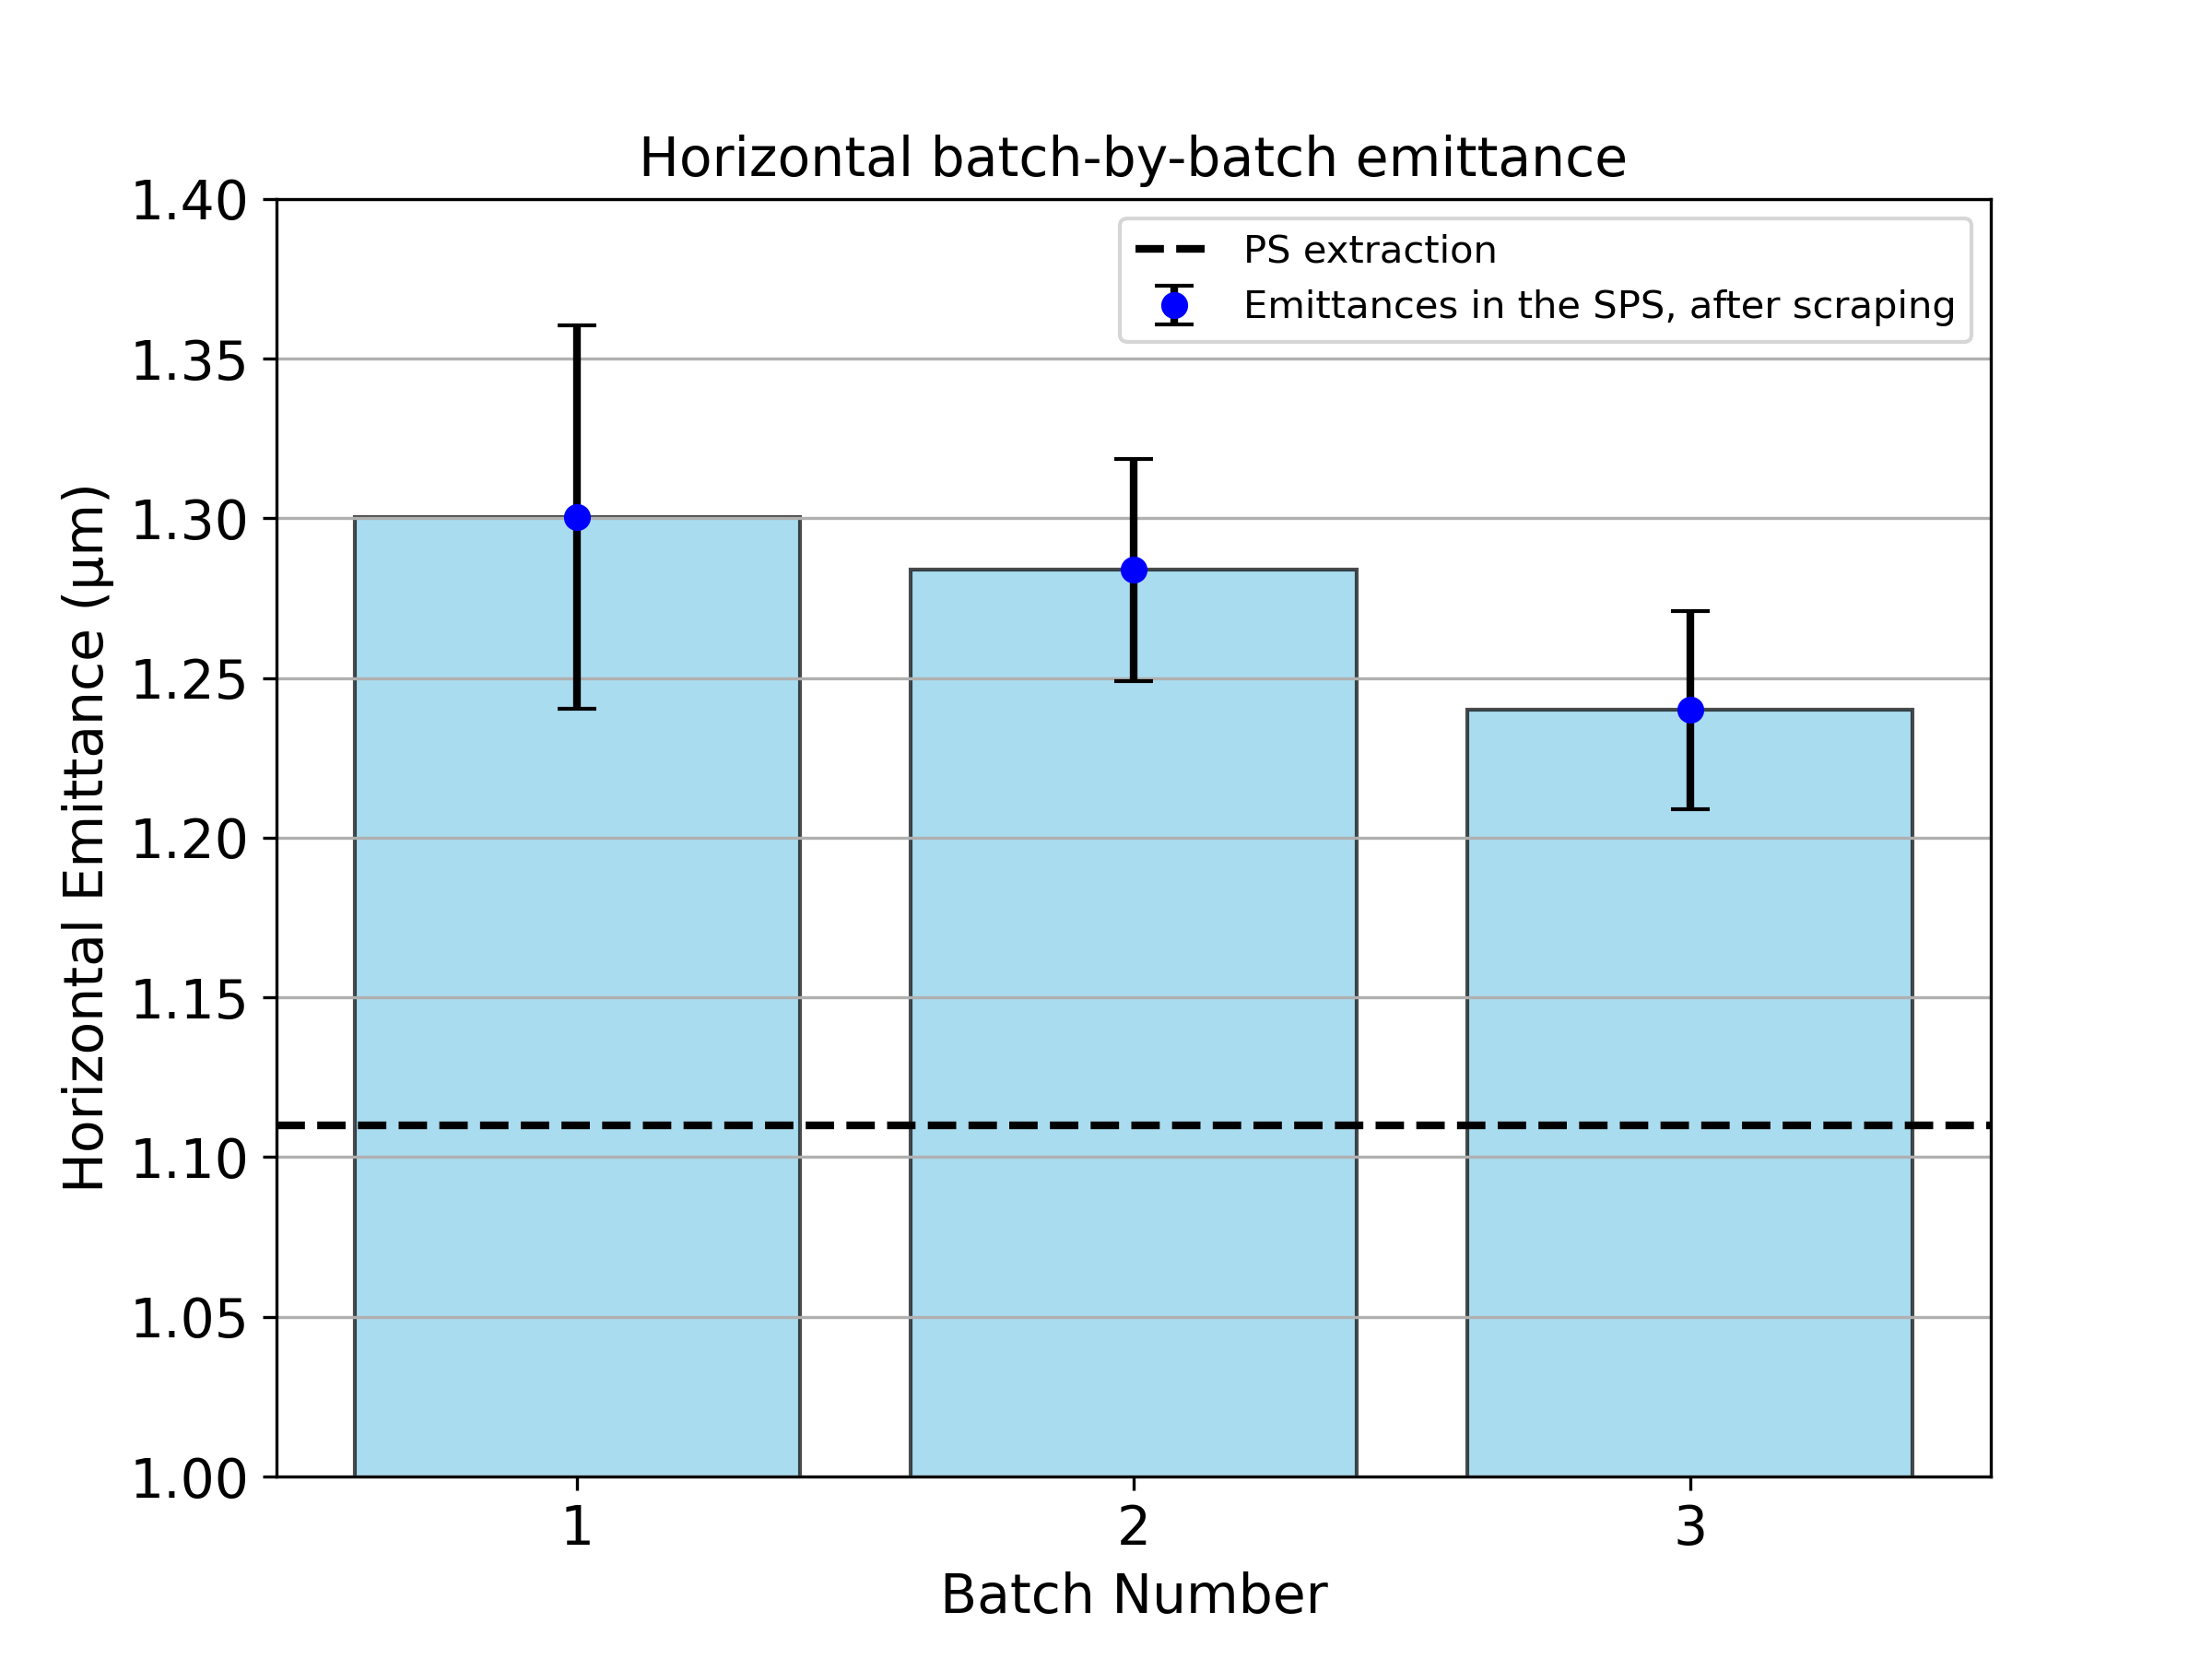 Horizontal batch-by-batch emittance
PS extraction
Emittances in the SPS, after scraping
Horizontal Emittance (μm)
1.40
1.35
1.30
1.25
1.20
1.15
1.10
1.05
1.00
1 2 3
Batch Number